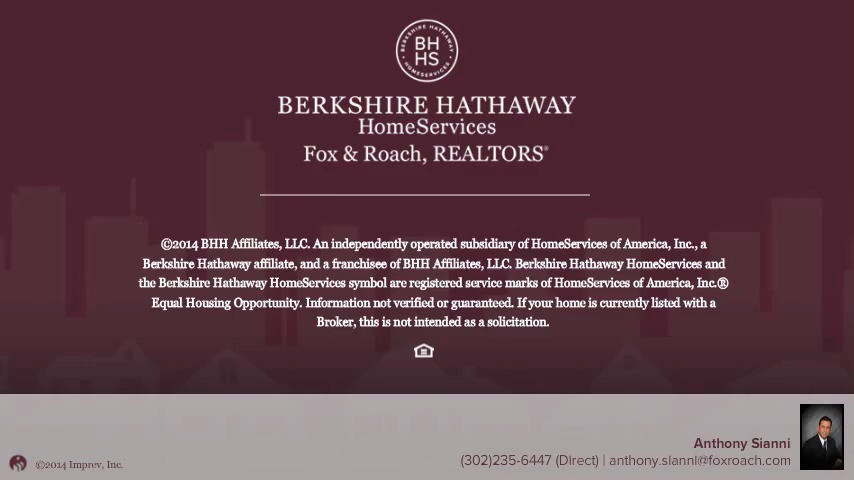 BERKSHIRE HATHAWAY
HOMESERVICES
BH
HS
BERKSHIRE HATHAWAY
HomeServices
Fox & Roach, REALTORS®
©2014 BHH Affiliates, LLC. An independently operated subsidiary of HomeServices of America, Inc., a
Berkshire Hathaway affiliate, and a franchisee of BHH Affiliates, LLC. Berkshire Hathaway HomeServices and
the Berkshire Hathaway HomeServices symbol are registered service marks of HomeServices of America, Inc.®
Equal Housing Opportunity. Information not verified or guaranteed. If your home is currently listed with a
Broker, this is not intended as a solicitation.
Anthony Sianni
(302)235-6447 (Direct) | anthony.sianni@foxroach.com
©2014 Imprev, Inc.